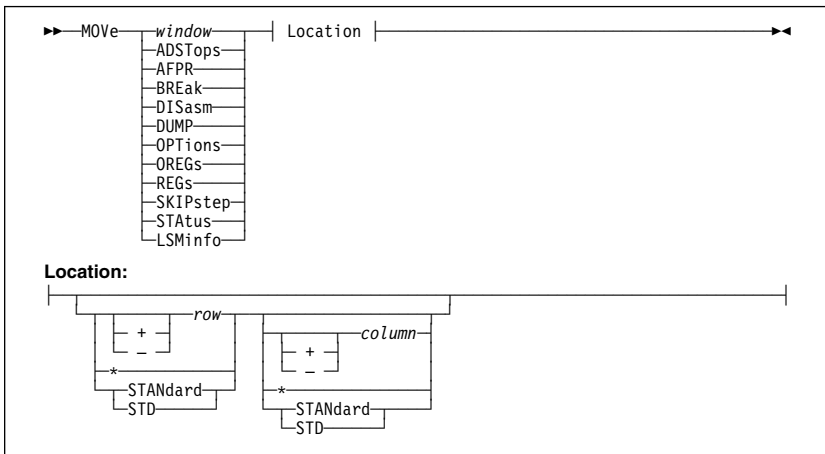 MOVe window Location
ADSTops
AFPR
BREak
DISasm
DUMP
OPTions
OREGs
REGs
SKIPstep
STAtus
LSMinfo
Location:
row
+ column
– +
–
*
STANdard *
STD STANdard
STD